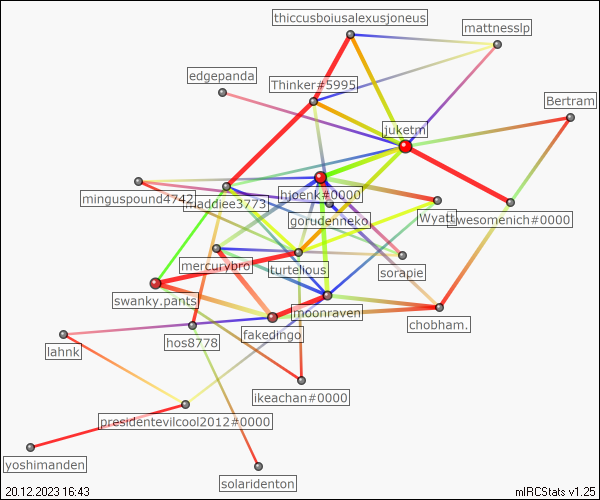 thiccusboiusalexusjoneus
mattnesslp
edgepanda
Thinker#5995
Bertram
juketm
minguspound4742
maddiee3773
hjoenk#0000
gorudenneko
Wyatt
awesomenich#0000
mercurybro
turtelous
sorapie
swanky.pants
moonraven
chobham.
fakedingo
hos8778
lahnk
ikeachan#0000
presidentevilcool2012#0000
yoshimanden
solaridenton
20.12.2023 16:43
mIRCStats v1.25